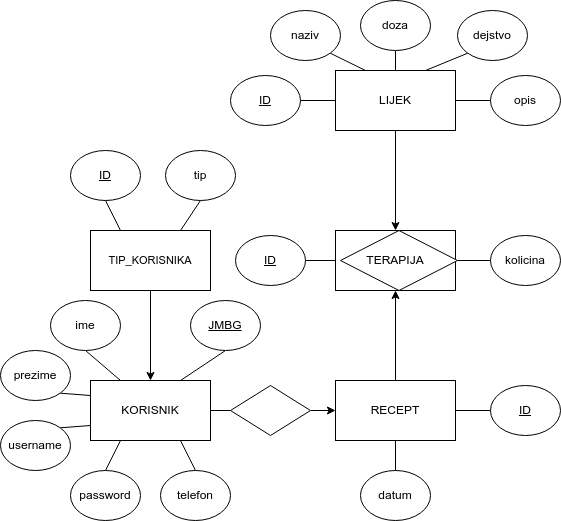 doza
naziv
dejstvo
ID
LIJEK
opis
ID
tip
TIP_KORISNIKA
ID
TERAPIJA
kolicina
ime
JMBG
prezime
KORISNIK
RECEPT
ID
username
password
telefon
datum